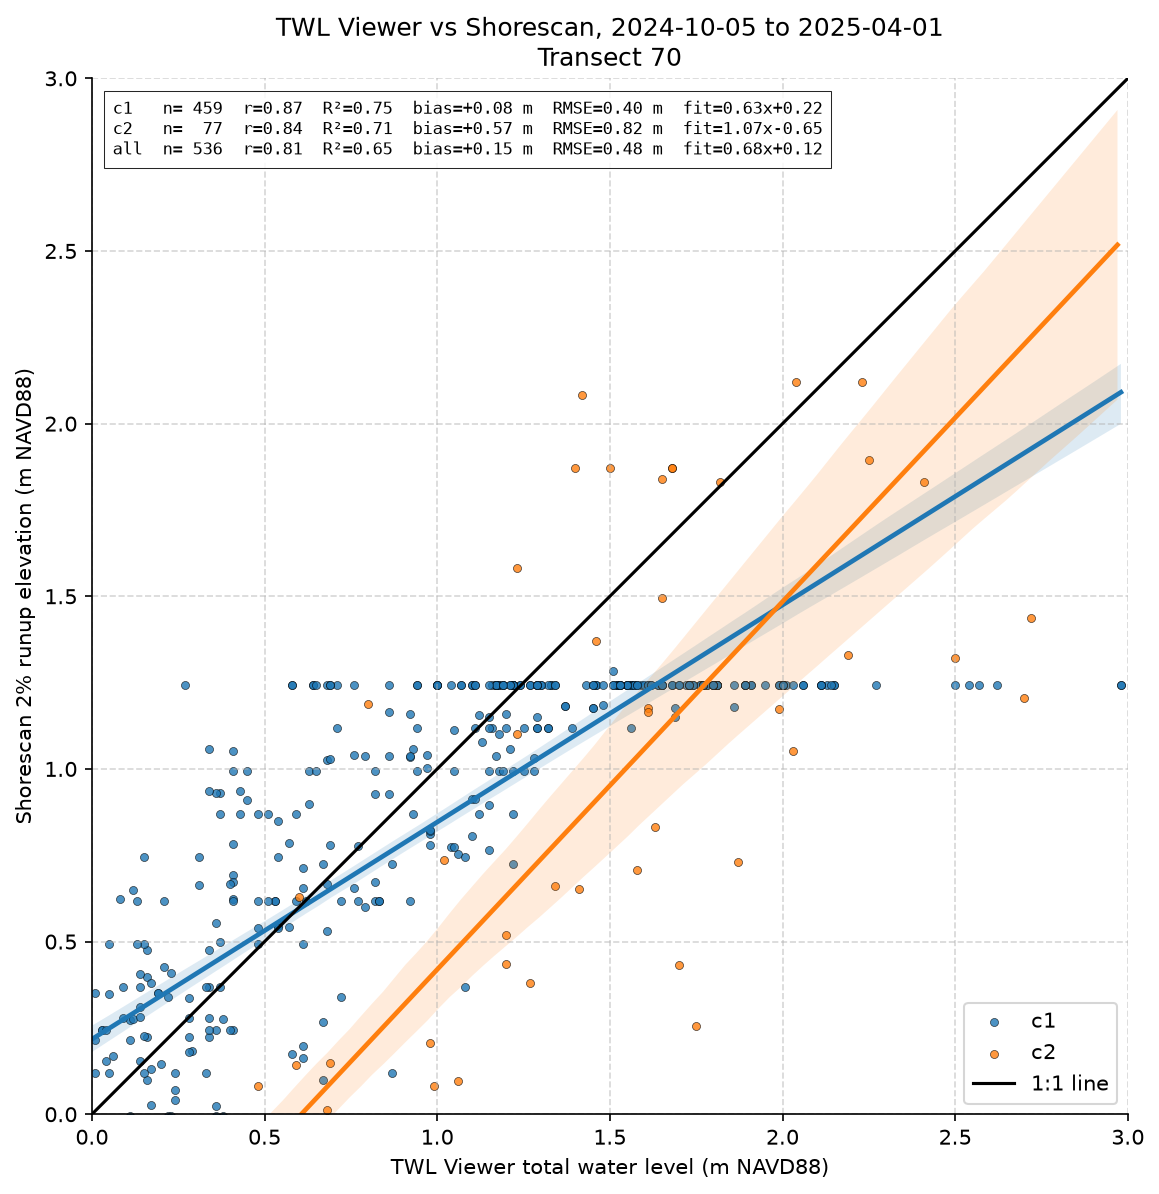 TWL Viewer vs Shorescan, 2024-10-05 to 2025-04-01
Transect 70
c1 n= 459 r=0.87 R²=0.75 bias=+0.08 m RMSE=0.40 m fit=0.63x+0.22
c2 n= 77 r=0.84 R²=0.71 bias=+0.57 m RMSE=0.82 m fit=1.07x-0.65
all n= 536 r=0.81 R²=0.65 bias=+0.15 m RMSE=0.48 m fit=0.68x+0.12
Shorescan 2% runup elevation (m NAVD88)
3.0
2.5
2.0
1.5
1.0
0.5
0.0
c1
c2
1:1 line
0.0 0.5 1.0 1.5 2.0 2.5 3.0
TWL Viewer total water level (m NAVD88)